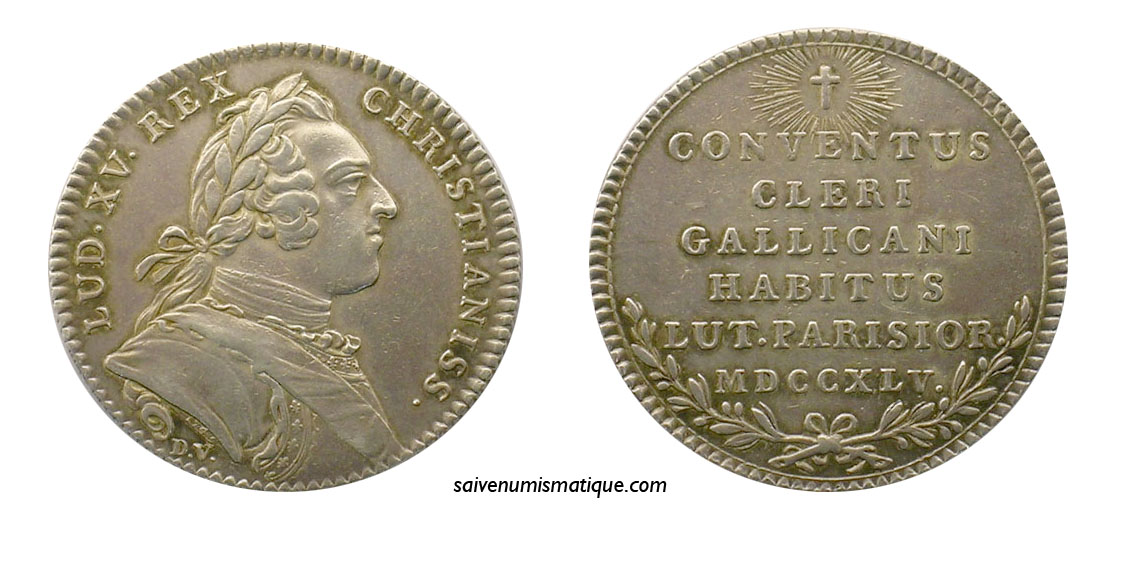 LUD. XV. REX CHRISTIANISS.
D.V.
CONVENTUS
CLERI
GALLICANI
HABITUS
LUT. PARISIOR.
MDCCXLV.
saivenumismatique.com